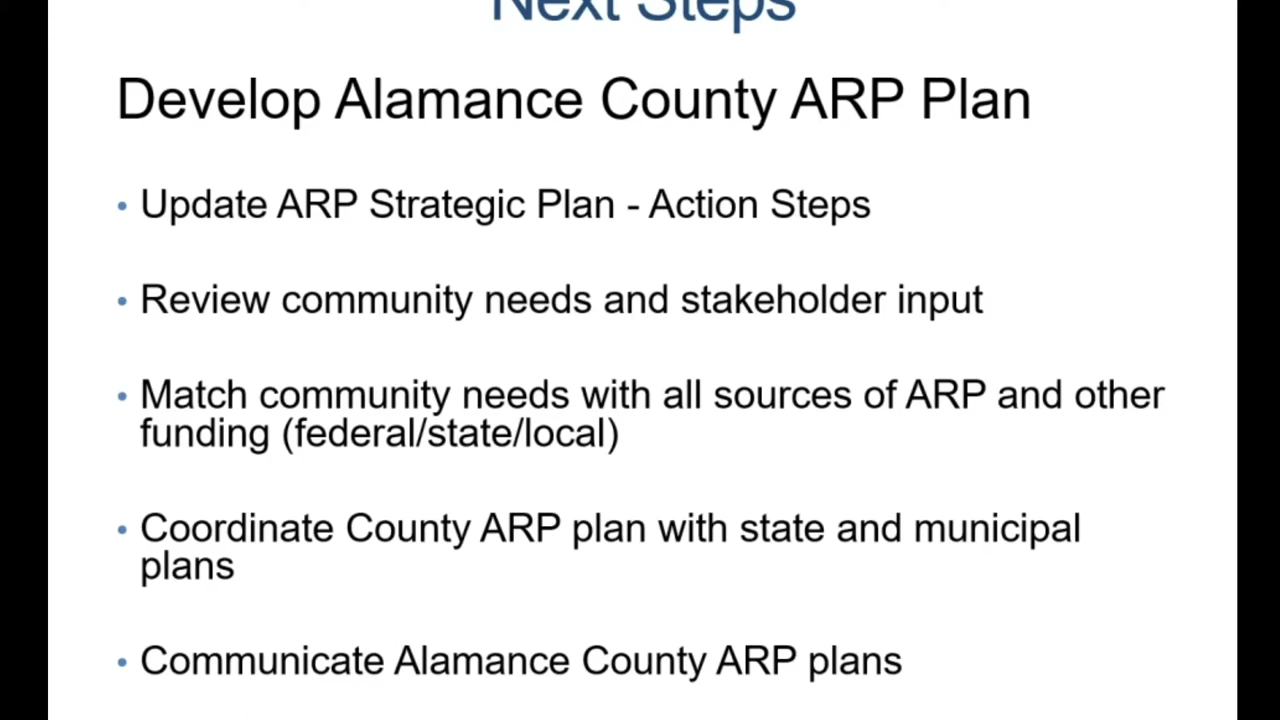 Next Steps
Develop Alamance County ARP Plan
• Update ARP Strategic Plan - Action Steps
• Review community needs and stakeholder input
• Match community needs with all sources of ARP and other
funding (federal/state/local)
• Coordinate County ARP plan with state and municipal
plans
• Communicate Alamance County ARP plans